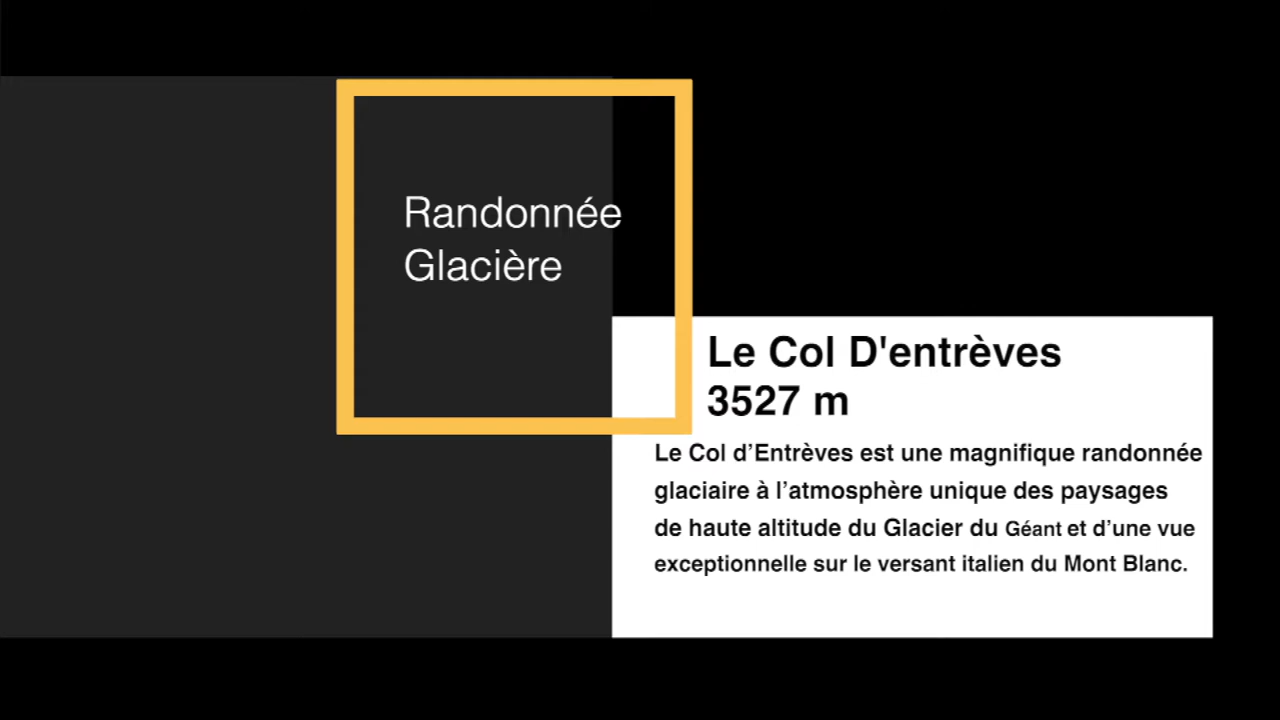 Randonnée
Glacière
Le Col D'entrèves
3527 m
Le Col d’Entrèves est une magnifique randonnée
glaciaire à l’atmosphère unique des paysages
de haute altitude du Glacier du Géant et d’une vue
exceptionnelle sur le versant italien du Mont Blanc.